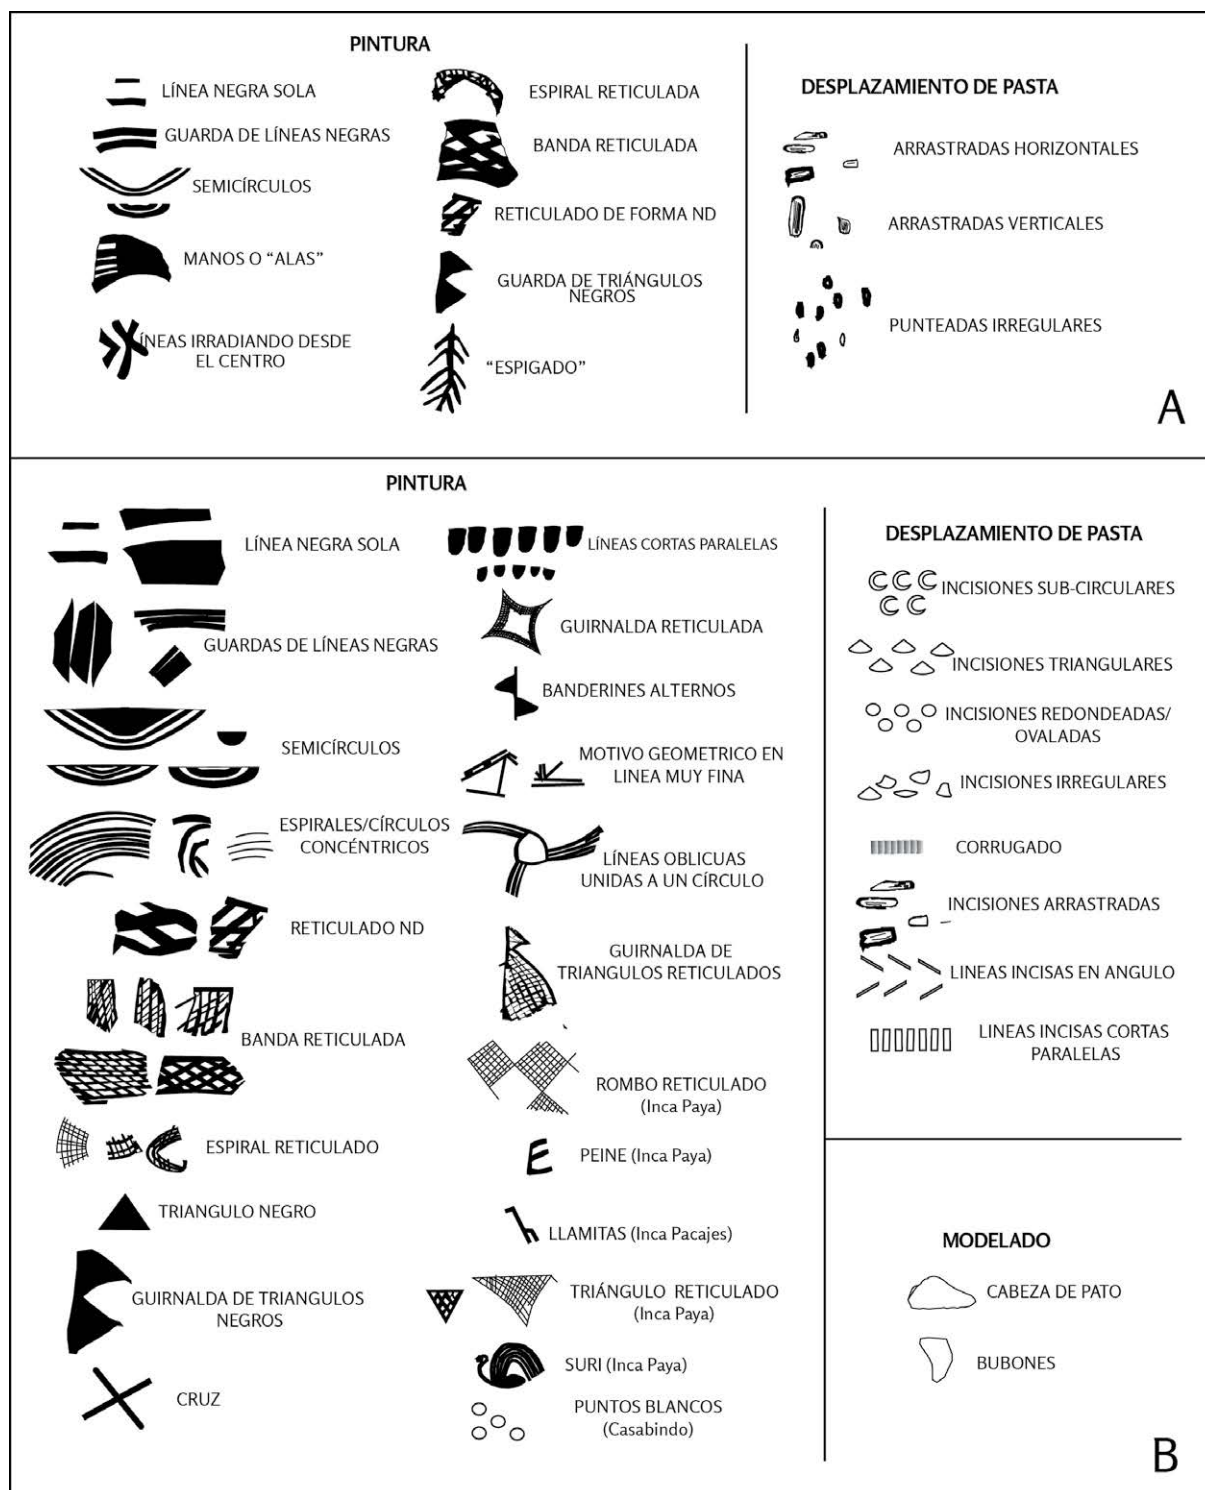 PINTURA
LÍNEA NEGRA SOLA
GUARDA DE LÍNEAS NEGRAS
SEMICÍRCULOS
MANOS O “ALAS”
LÍNEAS IRRADIANDO DESDE
EL CENTRO
ESPIRAL RETICULADA
BANDA RETICULADA
RETICULADO DE FORMA ND
GUARDA DE TRIÁNGULOS
NEGROS
“ESPIGADO”
DESPLAZAMIENTO DE PASTA
ARRASTRADAS HORIZONTALES
ARRASTRADAS VERTICALES
PUNTEADAS IRREGULARES
A
PINTURA
LÍNEA NEGRA SOLA
GUARDAS DE LÍNEAS NEGRAS
SEMICÍRCULOS
ESPIRALES/CÍRCULOS
CONCÉNTRICOS
RETICULADO ND
BANDA RETICULADA
ESPIRAL RETICULADO
TRIANGULO NEGRO
GUIRNALDA DE TRIANGULOS
NEGROS
CRUZ
LÍNEAS CORTAS PARALELAS
GUIRNALDA RETICULADA
BANDERINES ALTERNOS
MOTIVO GEOMETRICO EN
LINEA MUY FINA
LÍNEAS OBLICUAS
UNIDAS A UN CÍRCULO
GUIRNALDA DE
TRIANGULOS RETICULADOS
ROMBO RETICULADO
(Inca Paya)
PEINE (Inca Paya)
LLAMITAS (Inca Pacajes)
TRIÁNGULO RETICULADO
(Inca Paya)
SURI (Inca Paya)
PUNTOS BLANCOS
(Casabindo)
DESPLAZAMIENTO DE PASTA
INCISIONES SUB-CIRCULARES
INCISIONES TRIANGULARES
INCISIONES REDONDEADAS/
OVALADAS
INCISIONES IRREGULARES
CORRUGADO
INCISIONES ARRASTRADAS
LINEAS INCISAS EN ANGULO
LINEAS INCISAS CORTAS
PARALELAS
MODELADO
CABEZA DE PATO
BUBONES
B